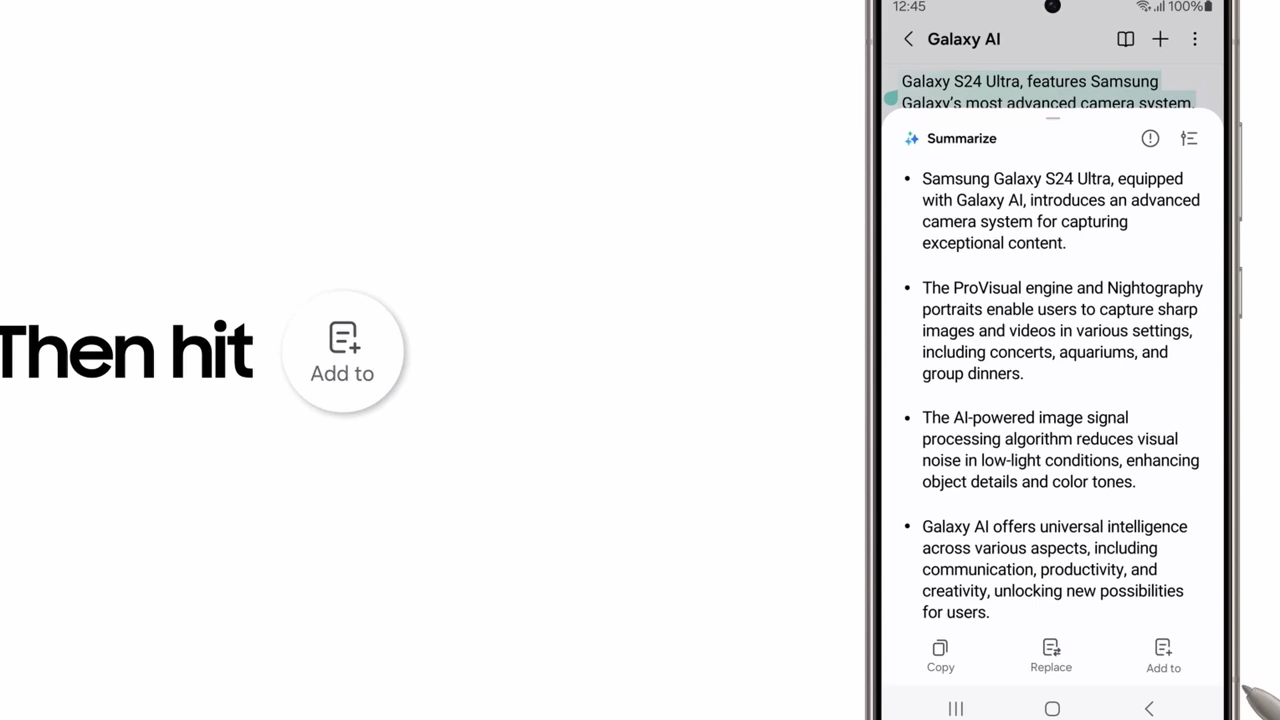 12:45
100%
Galaxy AI
Galaxy S24 Ultra, features Samsung
Galaxy's most advanced camera system.
Summarize
• Samsung Galaxy S24 Ultra, equipped
with Galaxy AI, introduces an advanced
camera system for capturing
exceptional content.
• The ProVisual engine and Nightography
portraits enable users to capture sharp
images and videos in various settings,
including concerts, aquariums, and
group dinners.
• The AI-powered image signal
processing algorithm reduces visual
noise in low-light conditions, enhancing
object details and color tones.
• Galaxy AI offers universal intelligence
across various aspects, including
communication, productivity, and
creativity, unlocking new possibilities
for users.
Copy
Replace
Add to
Then hit
Add to